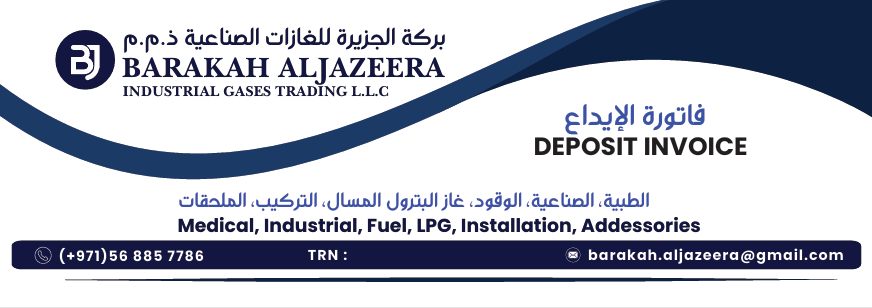 BJ
بركة الجزيرة للغازات الصناعية ذ.م.م
BARAKAH ALJAZEERA
INDUSTRIAL GASES TRADING L.L.C
فاتورة الإيداع
DEPOSIT INVOICE
الطبية، الصناعية، الوقود، غاز البترول المسال، التركيب، الملحقات
Medical, Industrial, Fuel, LPG, Installation, Addessories
(+971)56 885 7786 TRN : barakah.aljazeera@gmail.com